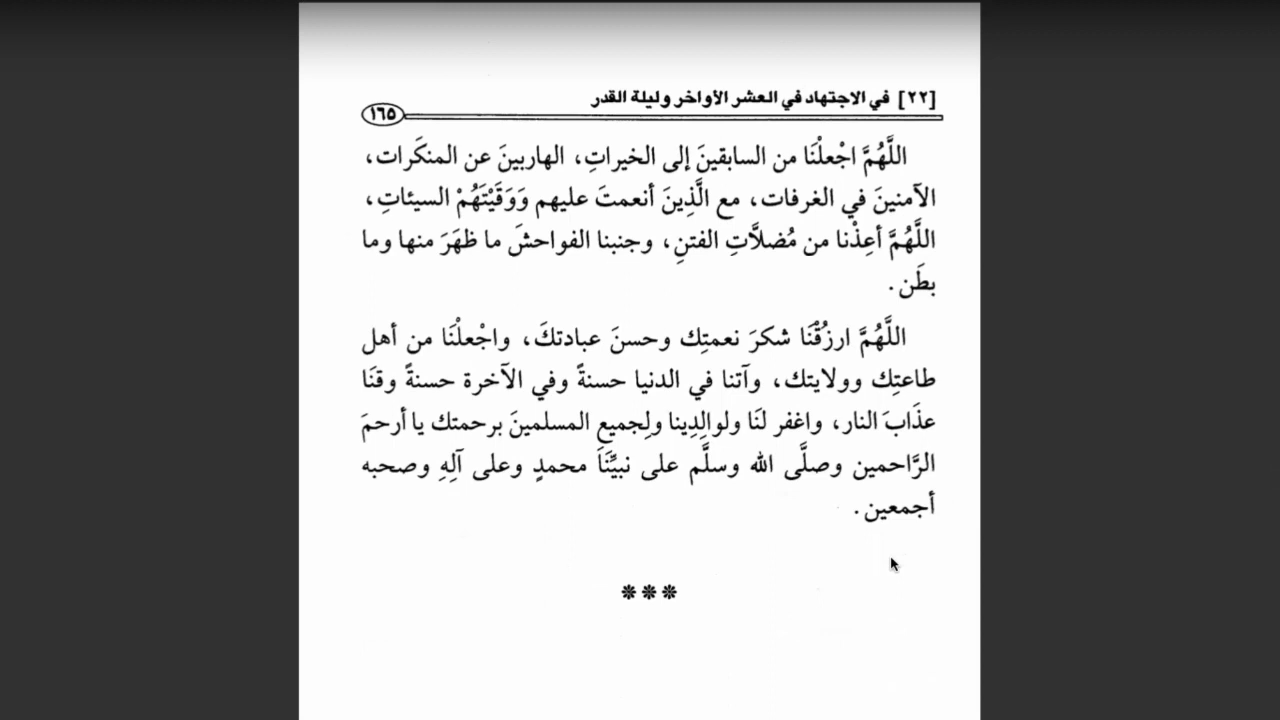 [٢٢] في الاجتهاد في العشر الأواخر وليلة القدر
١٦٥
اللَّهُمَّ اجْعلْنَا من السابقينَ إلى الخيراتِ، الهاربينَ عن المنكَرات،
الآمنينَ في الغرفات، مع الَّذِينَ أنعمتَ عليهم وَوَقَيْتَهُمْ السيئاتِ،
اللَّهُمَّ أعِذْنا من مُضلاَّتِ الفتنِ، وجنبنا الفواحشَ ما ظهَرَ منها وما
بطَن.
اللَّهُمَّ ارزُقْنَا شكرَ نعمتِك وحسنَ عبادتكَ، واجْعلْنَا من أهل
طاعتِك وولايتك، وآتنا في الدنيا حسنةً وفي الآخرة حسنةً وقنَا
عذَابَ النار، واغفر لنَا ولوالِدِينا ولِجميعِ المسلمينَ برحمتك يا أرحمَ
الرَّاحمين وصلَّى الله وسلَّم على نبيِّنَا محمدٍ وعلى آلِهِ وصحبه
أجمعين.
***